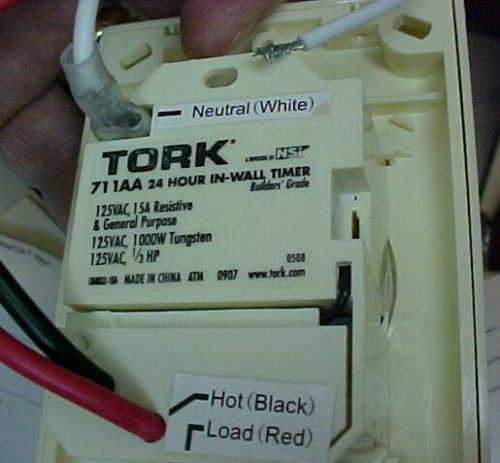 Neutral (White)
TORK
A DIVISION OF NSI
711AA 24 HOUR IN-WALL TIMER
Builders' Grade
125VAC, 15A Resistive
& General Purpose
125VAC, 1000W Tungsten
125VAC, ½ HP
0508
MADE IN CHINA ATM 0907 www.tork.com
Hot (Black)
Load (Red)